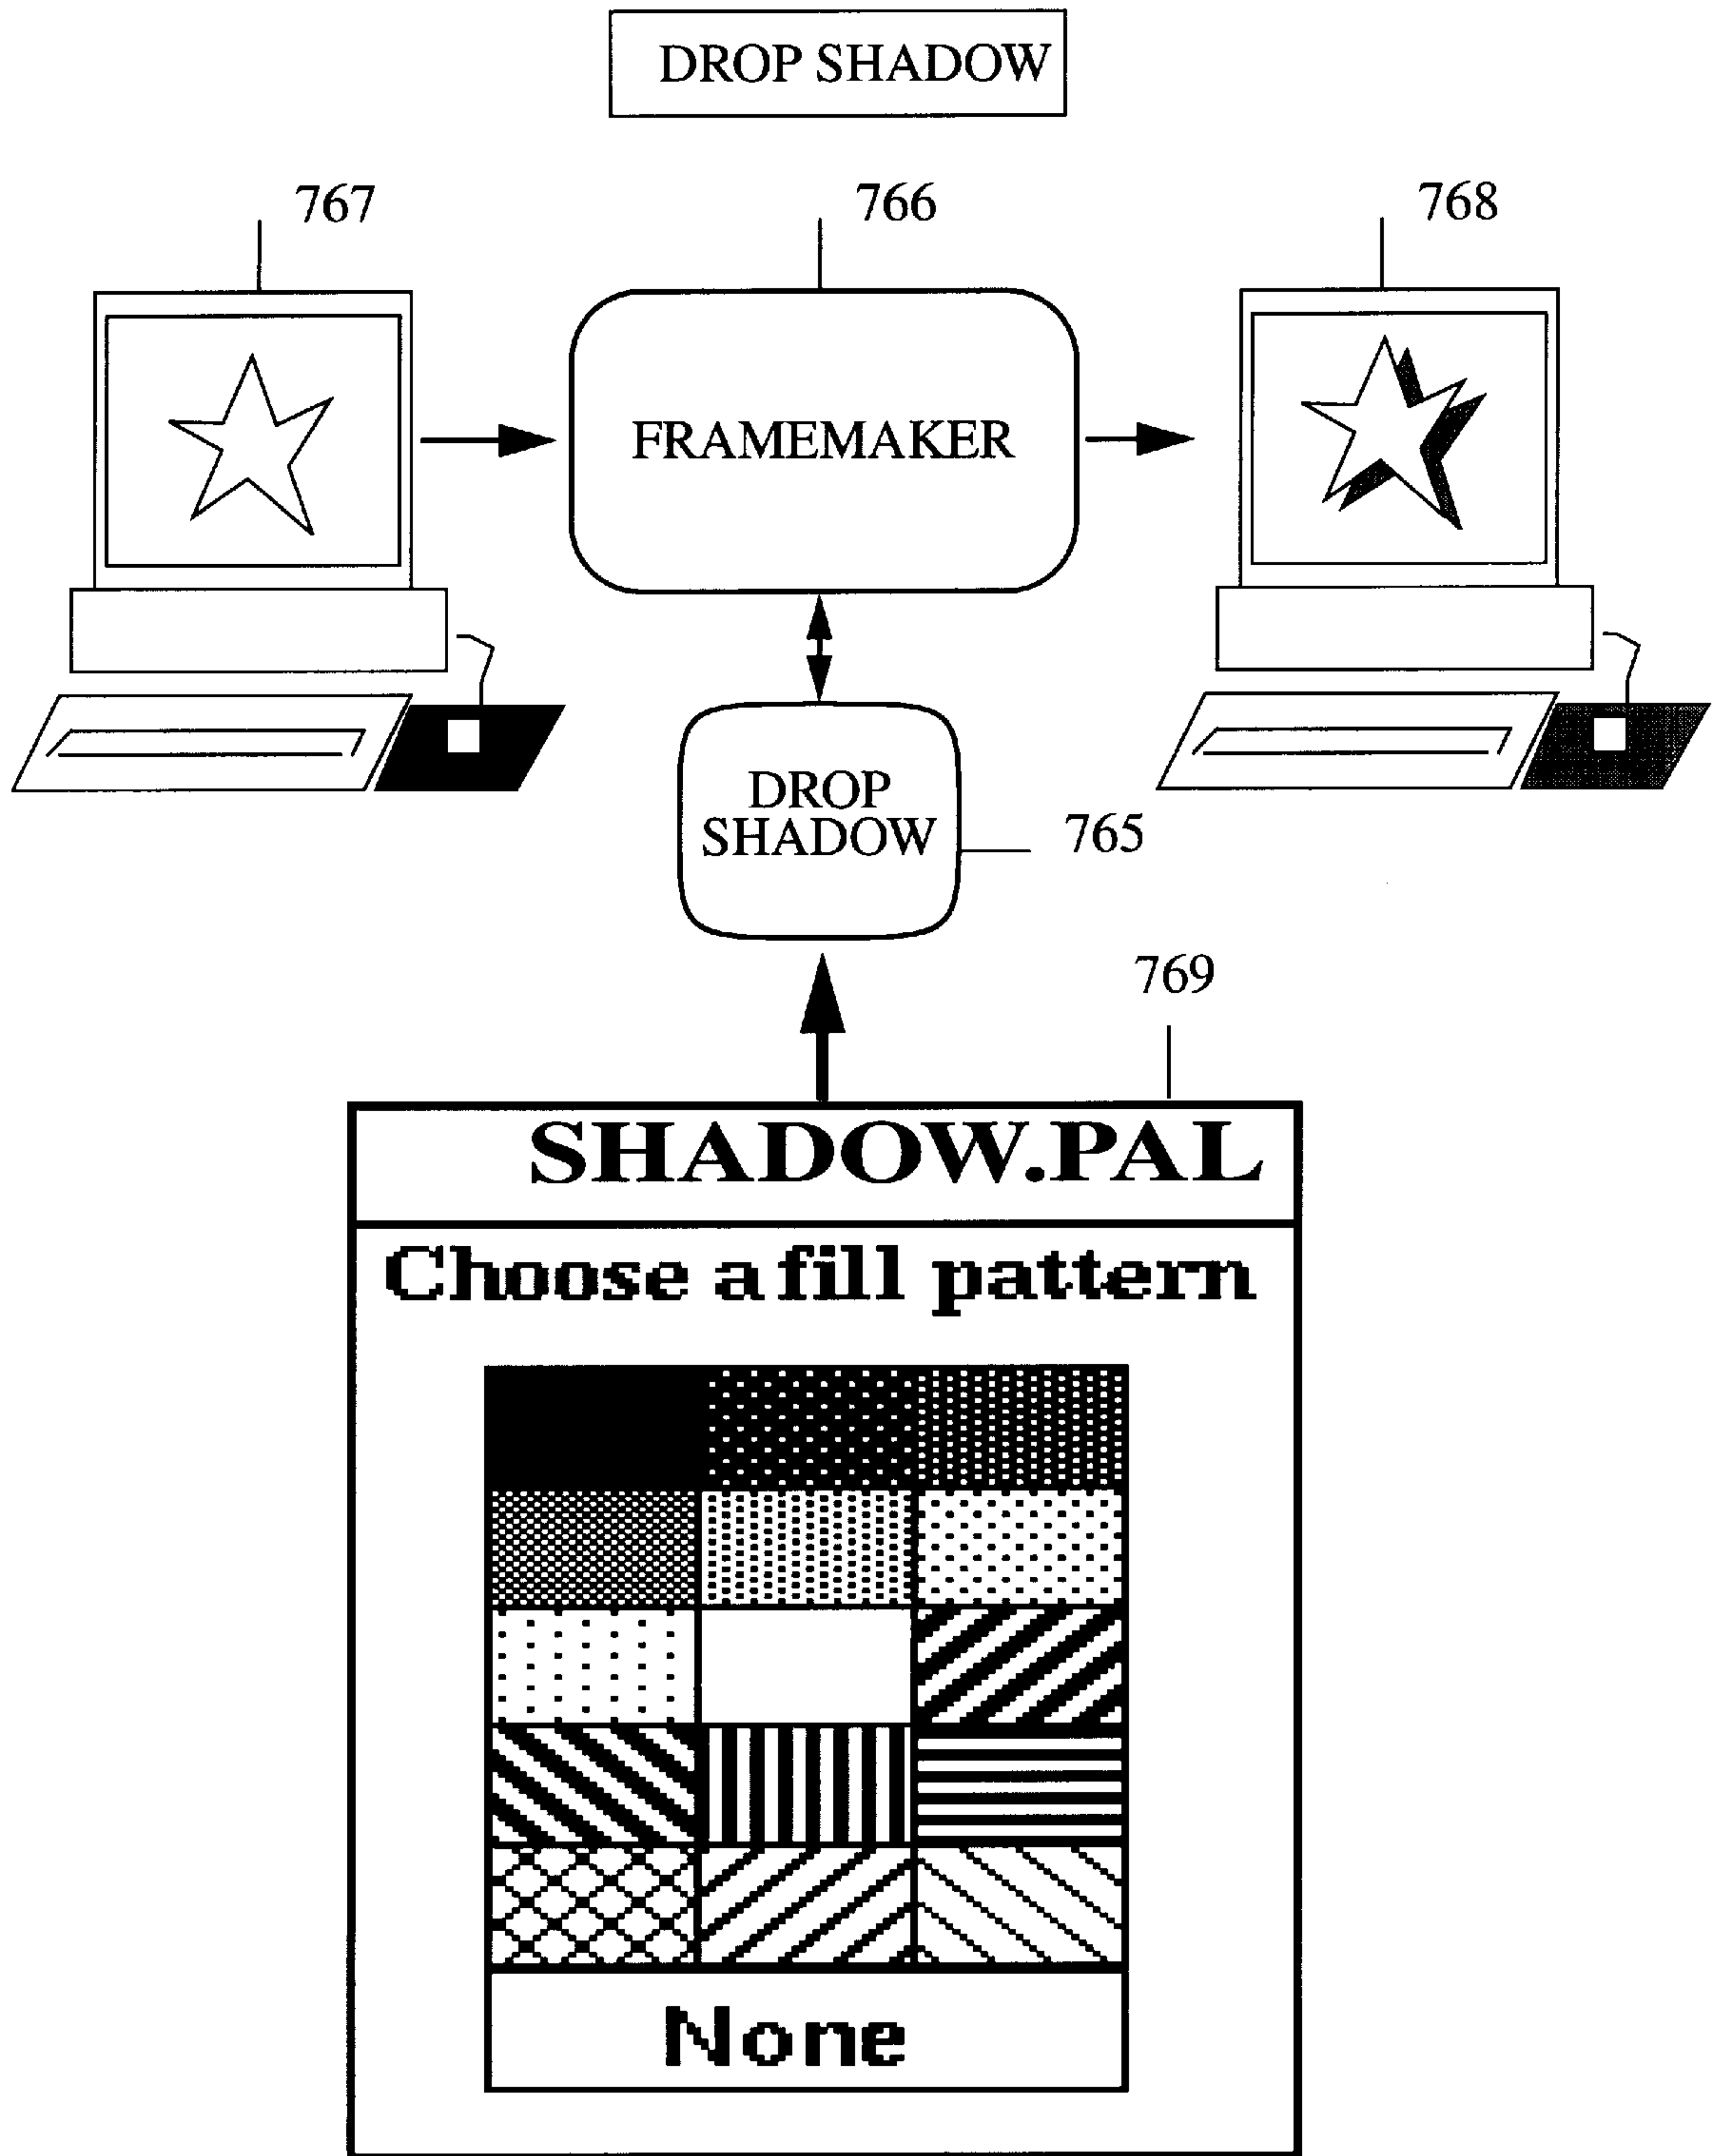 DROP SHADOW
767
766
768
FRAMEMAKER
DROP
SHADOW
765
769
SHADOW.PAL
Choose a fill pattern
None